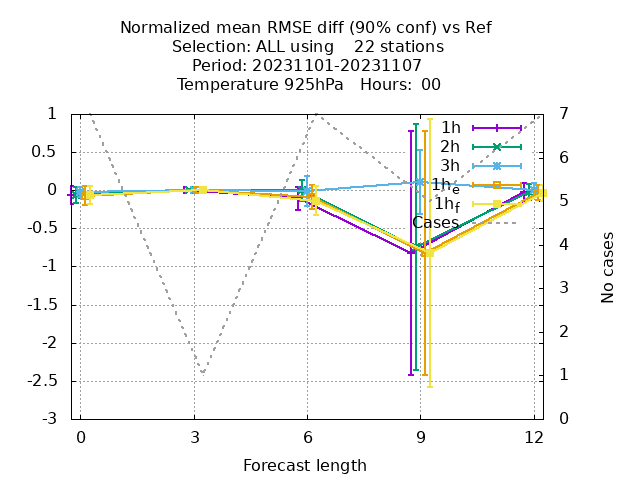 Normalized mean RMSE diff (90% conf) vs Ref
Selection: ALL using    22 stations
Period: 20231101-20231107
Temperature 925hPa   Hours:  00
1
0.5
0
-0.5
-1
-1.5
-2
-2.5
-3
7
6
5
4
3
2
1
0
1h
2h
3h
1h_e
1h_f
Cases
No cases
0 3 6 9 12
Forecast length